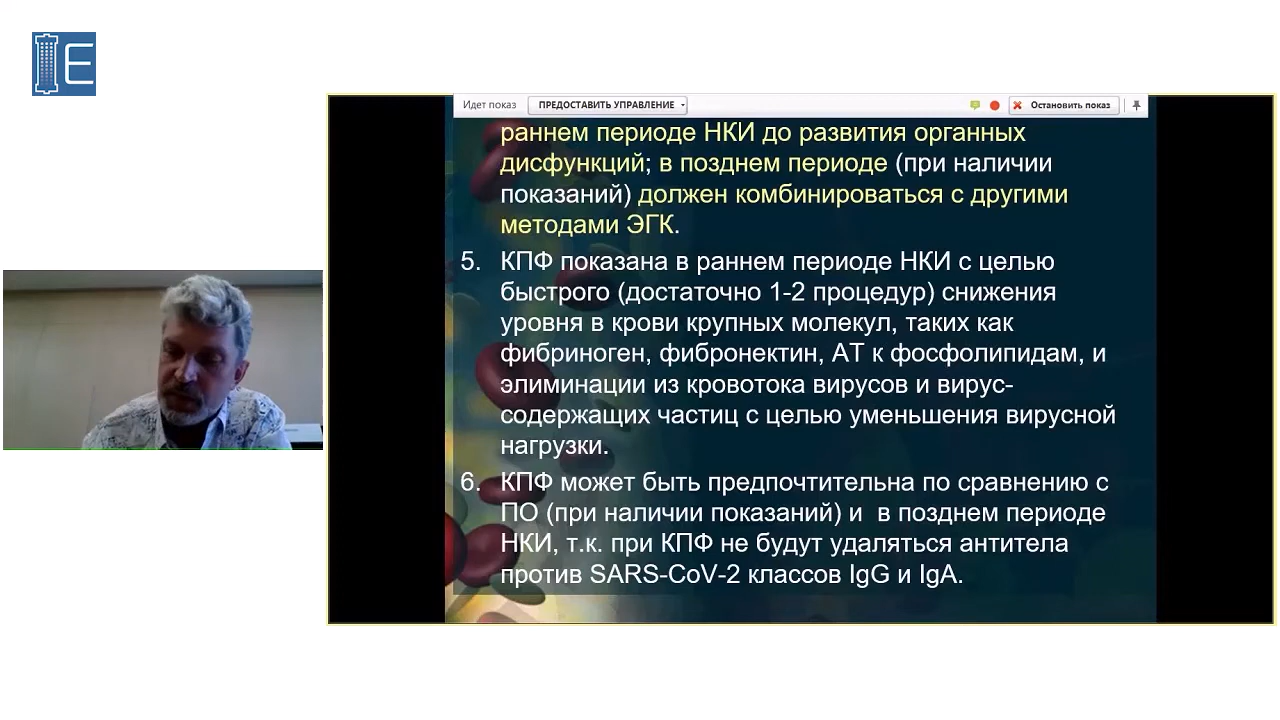 E
Идет показ ПРЕДОСТАВИТЬ УПРАВЛЕНИЕ Остановить показ
раннем периоде НКИ до развития органных
дисфункций; в позднем периоде (при наличии
показаний) должен комбинироваться с другими
методами ЭГК.
5. КПФ показана в раннем периоде НКИ с целью
быстрого (достаточно 1-2 процедур) снижения
уровня в крови крупных молекул, таких как
фибриноген, фибронектин, АТ к фосфолипидам, и
элиминации из кровотока вирусов и вирус-
содержащих частиц с целью уменьшения вирусной
нагрузки.
6. КПФ может быть предпочтительна по сравнению с
ПО (при наличии показаний) и в позднем периоде
НКИ, т.к. при КПФ не будут удаляться антитела
против SARS-CoV-2 классов IgG и IgA.